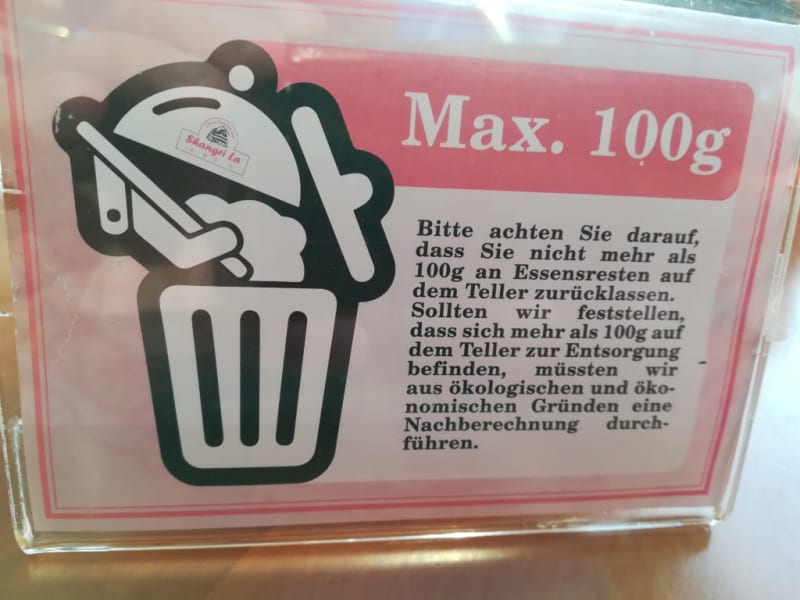 Shangri La
Max. 100g
Bitte achten Sie darauf,
dass Sie nicht mehr als
100g an Essensresten auf
dem Teller zurücklassen.
Sollten wir feststellen,
dass sich mehr als 100g auf
dem Teller zur Entsorgung
befinden, müssten wir
aus ökologischen und öko-
nomischen Gründen eine
Nachberechnung durch-
führen.